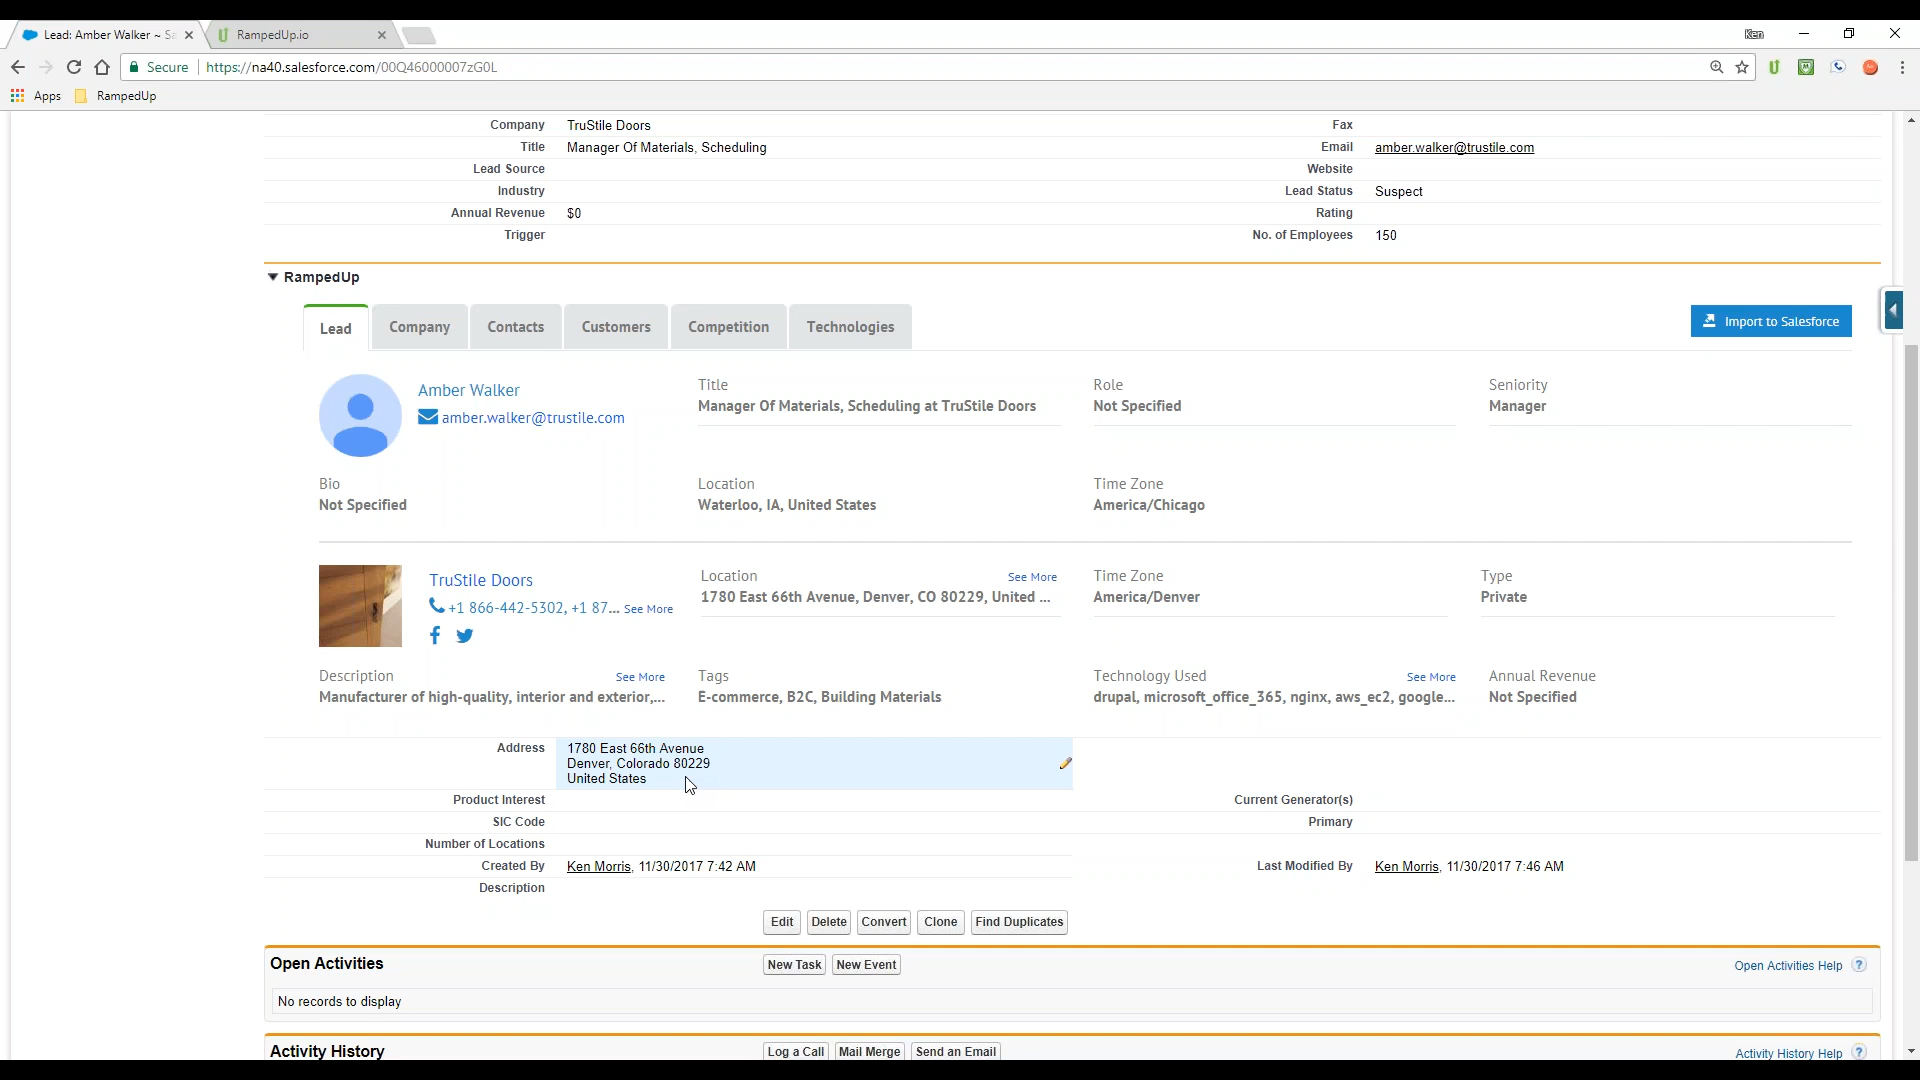 Lead: Amber Walker ~ Sa
RampedUp.io
Ken
Secure
https://na40.salesforce.com/00Q46000007zG0L
Apps
RampedUp
Company TruStile Doors Fax
Title Manager Of Materials, Scheduling Email amber.walker@trustile.com
Lead Source Website
Industry Lead Status Suspect
Annual Revenue $0 Rating
Trigger No. of Employees 150
RampedUp
Lead Company Contacts Customers Competition Technologies Import to Salesforce
Amber Walker
amber.walker@trustile.com
Title
Manager Of Materials, Scheduling at TruStile Doors
Role
Not Specified
Seniority
Manager
Bio
Not Specified
Location
Waterloo, IA, United States
Time Zone
America/Chicago
TruStile Doors
+1 866-442-5302, +1 87... See More
Location See More
1780 East 66th Avenue, Denver, CO 80229, United ...
Time Zone
America/Denver
Type
Private
Description See More
Manufacturer of high-quality, interior and exterior,...
Tags
E-commerce, B2C, Building Materials
Technology Used See More
drupal, microsoft_office_365, nginx, aws_ec2, google...
Annual Revenue
Not Specified
Address 1780 East 66th Avenue
Denver, Colorado 80229
United States
Product Interest Current Generator(s)
SIC Code Primary
Number of Locations
Created By Ken Morris, 11/30/2017 7:42 AM Last Modified By Ken Morris, 11/30/2017 7:46 AM
Description
Edit Delete Convert Clone Find Duplicates
Open Activities New Task New Event Open Activities Help ?
No records to display
Activity History Log a Call Mail Merge Send an Email Activity History Help ?